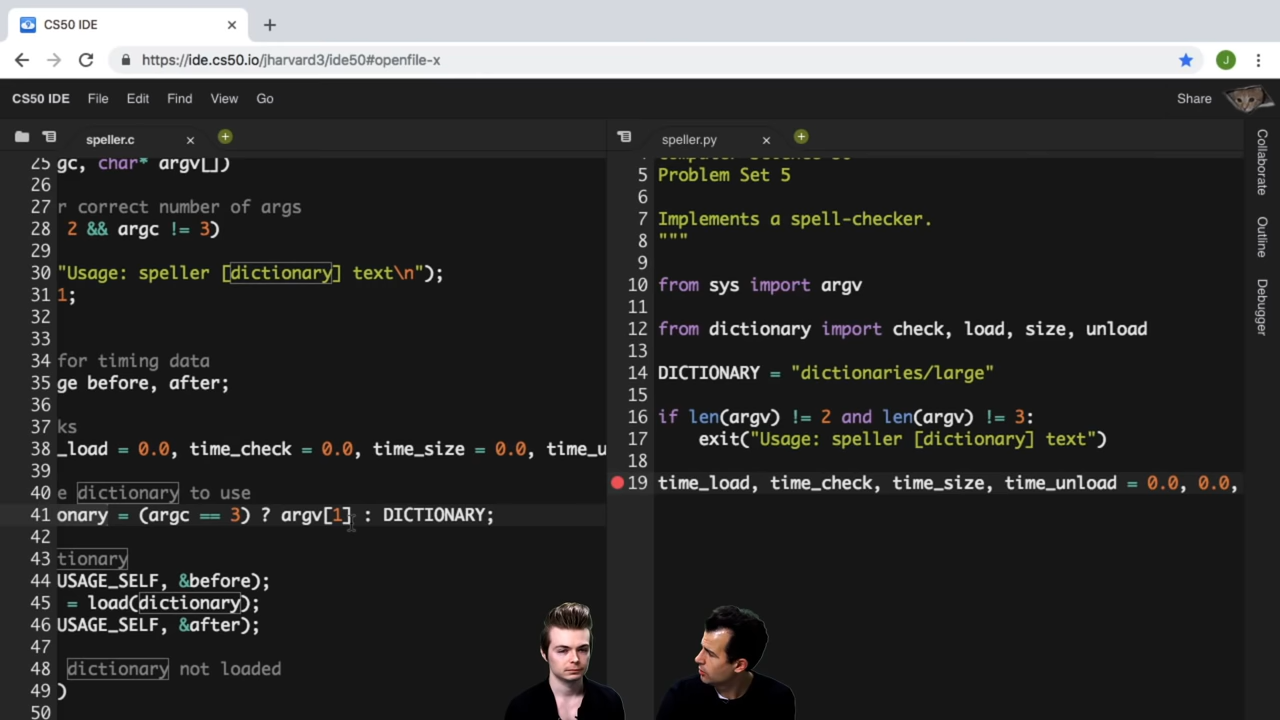 CS50 IDE
https://ide.cs50.io/jharvard3/ide50#openfile-x
J
CS50 IDE File Edit Find View Go
Share
speller.c
25 gc, char* argv[])
26
27 r correct number of args
28 2 && argc != 3)
29
30 "Usage: speller [dictionary] text\n");
31 1;
32
33
34 for timing data
35 ge before, after;
36
37 ks
38 _load = 0.0, time_check = 0.0, time_size = 0.0, time_u
39
40 e dictionary to use
41 onary = (argc == 3) ? argv[1] : DICTIONARY;
42
43 tionary
44 USAGE_SELF, &before);
45 = load(dictionary);
46 USAGE_SELF, &after);
47
48 dictionary not loaded
49 )
50
speller.py
5 Problem Set 5
6
7 Implements a spell-checker.
8 """
9
10 from sys import argv
11
12 from dictionary import check, load, size, unload
13
14 DICTIONARY = "dictionaries/large"
15
16 if len(argv) != 2 and len(argv) != 3:
17 exit("Usage: speller [dictionary] text")
18
19 time_load, time_check, time_size, time_unload = 0.0, 0.0,
Collaborate
Outline
Debugger